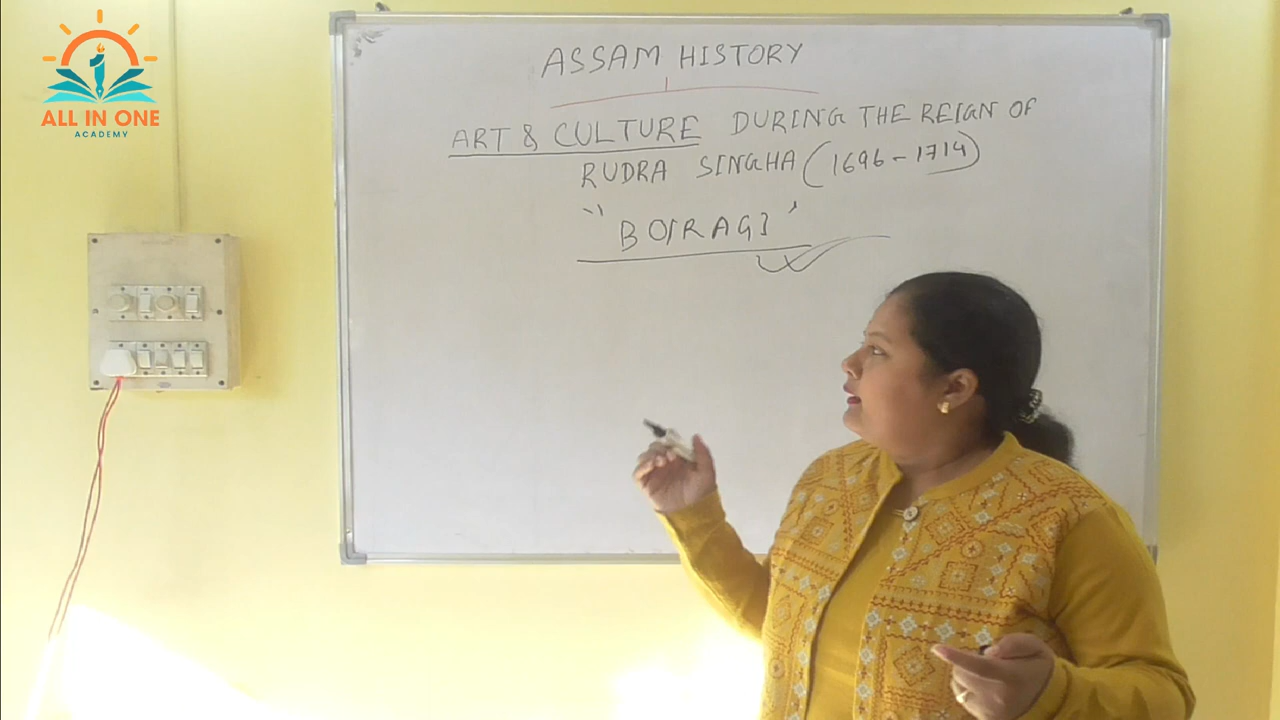 ALL IN ONE
ACADEMY
ASSAM HISTORY
ART & CULTURE DURING THE REIGN OF
RUDRA SINGHA (1696-1714)
"BOIRAGI"